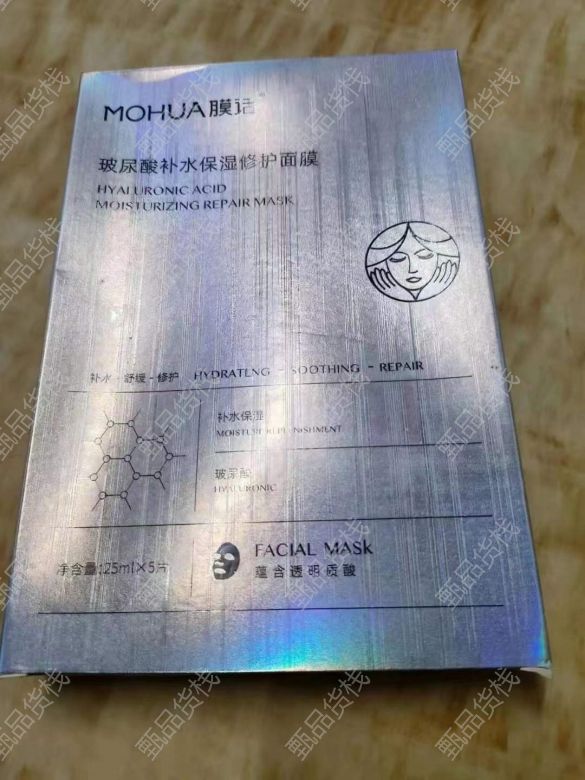 MOHUA膜话
玻尿酸补水保湿修护面膜
HYALURONIC ACID
MOISTURIZING REPAIR MASK
补水-舒缓-修护 HYDRATLNG - SOOTHING - REPAIR
补水保湿
MOISTURE REPLENISHMENT
玻尿酸
HYALURONIC
净含量:25ml×5片
FACIAL MASK
蕴含透明质酸
甄品货栈